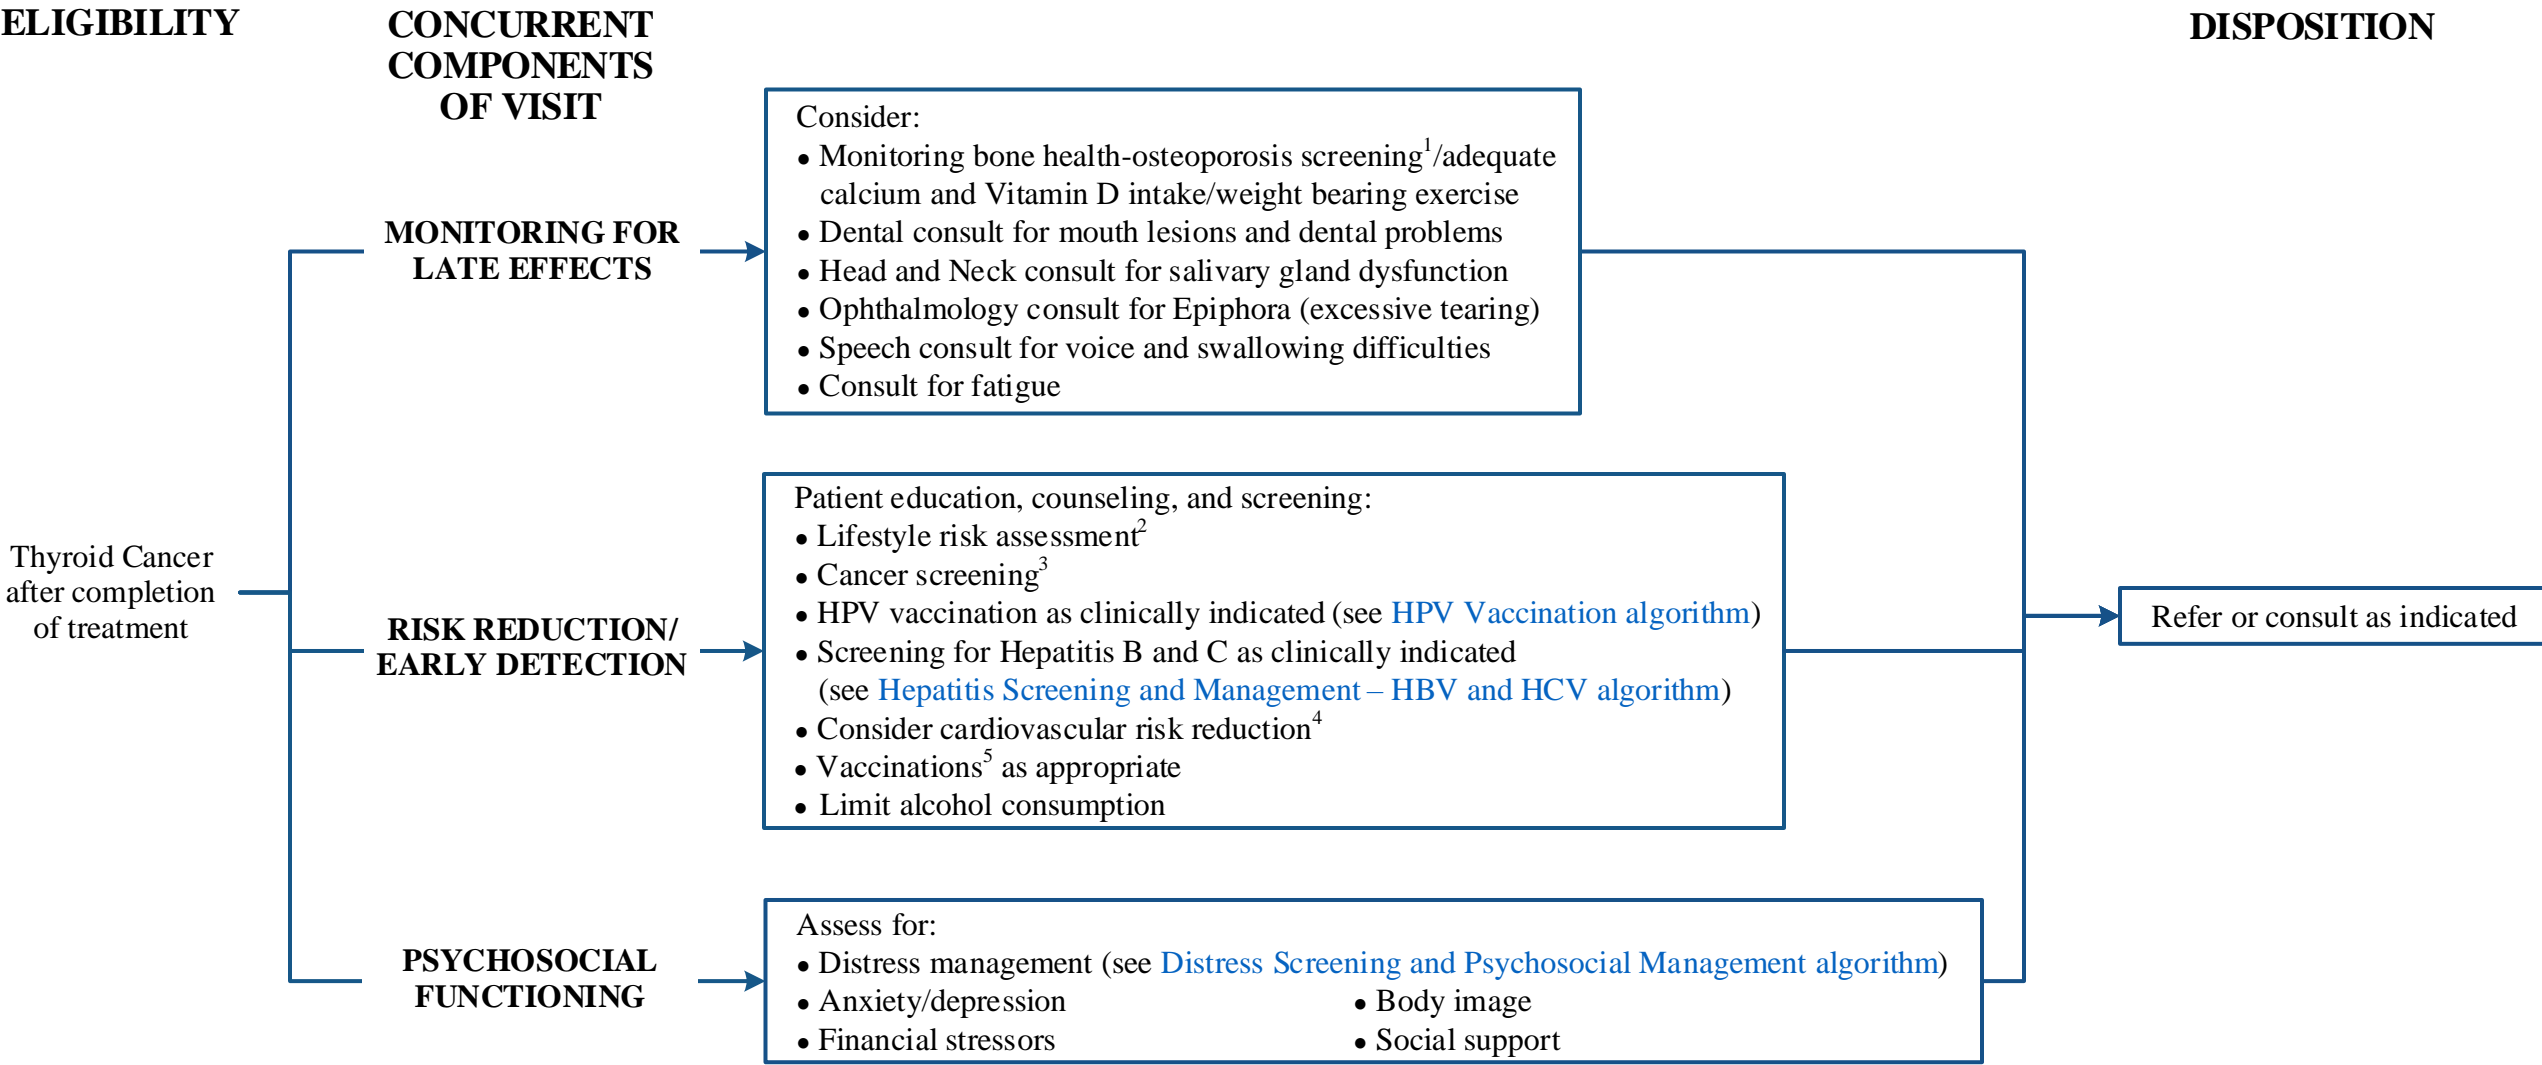 ELIGIBILITY
CONCURRENT
COMPONENTS
OF VISIT
DISPOSITION
Thyroid Cancer
after completion
of treatment
MONITORING FOR
LATE EFFECTS
Consider:
● Monitoring bone health-osteoporosis screening1/adequate
calcium and Vitamin D intake/weight bearing exercise
● Dental consult for mouth lesions and dental problems
● Head and Neck consult for salivary gland dysfunction
● Ophthalmology consult for Epiphora (excessive tearing)
● Speech consult for voice and swallowing difficulties
● Consult for fatigue
RISK REDUCTION/
EARLY DETECTION
Patient education, counseling, and screening:
● Lifestyle risk assessment2
● Cancer screening3
● HPV vaccination as clinically indicated (see HPV Vaccination algorithm)
● Screening for Hepatitis B and C as clinically indicated
(see Hepatitis Screening and Management – HBV and HCV algorithm)
● Consider cardiovascular risk reduction4
● Vaccinations5 as appropriate
● Limit alcohol consumption
PSYCHOSOCIAL
FUNCTIONING
Assess for:
● Distress management (see Distress Screening and Psychosocial Management algorithm)
● Anxiety/depression ● Body image
● Financial stressors ● Social support
Refer or consult as indicated